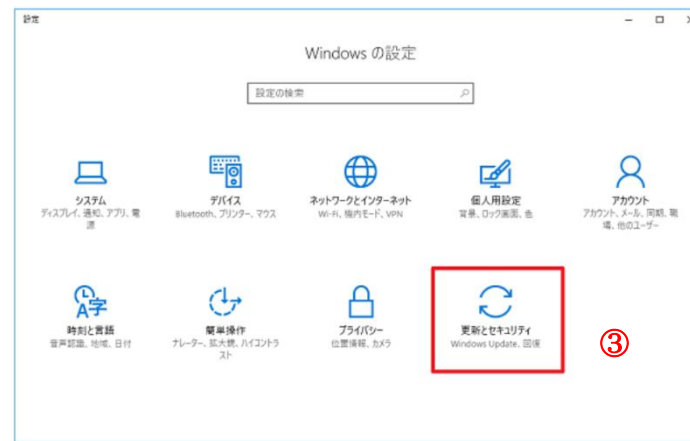 設定
Windows の設定
設定の検索
システム
ディスプレイ、通知、アプリ、電
源
デバイス
Bluetooth、プリンター、マウス
ネットワークとインターネット
Wi-Fi、機内モード、VPN
個人用設定
背景、ロック画面、色
アカウント
アカウント、メール、同期、職
場、他のユーザー
時刻と言語
音声認識、地域、日付
簡単操作
ナレーター、拡大鏡、ハイコントラ
スト
プライバシー
位置情報、カメラ
更新とセキュリティ
Windows Update、回復
③